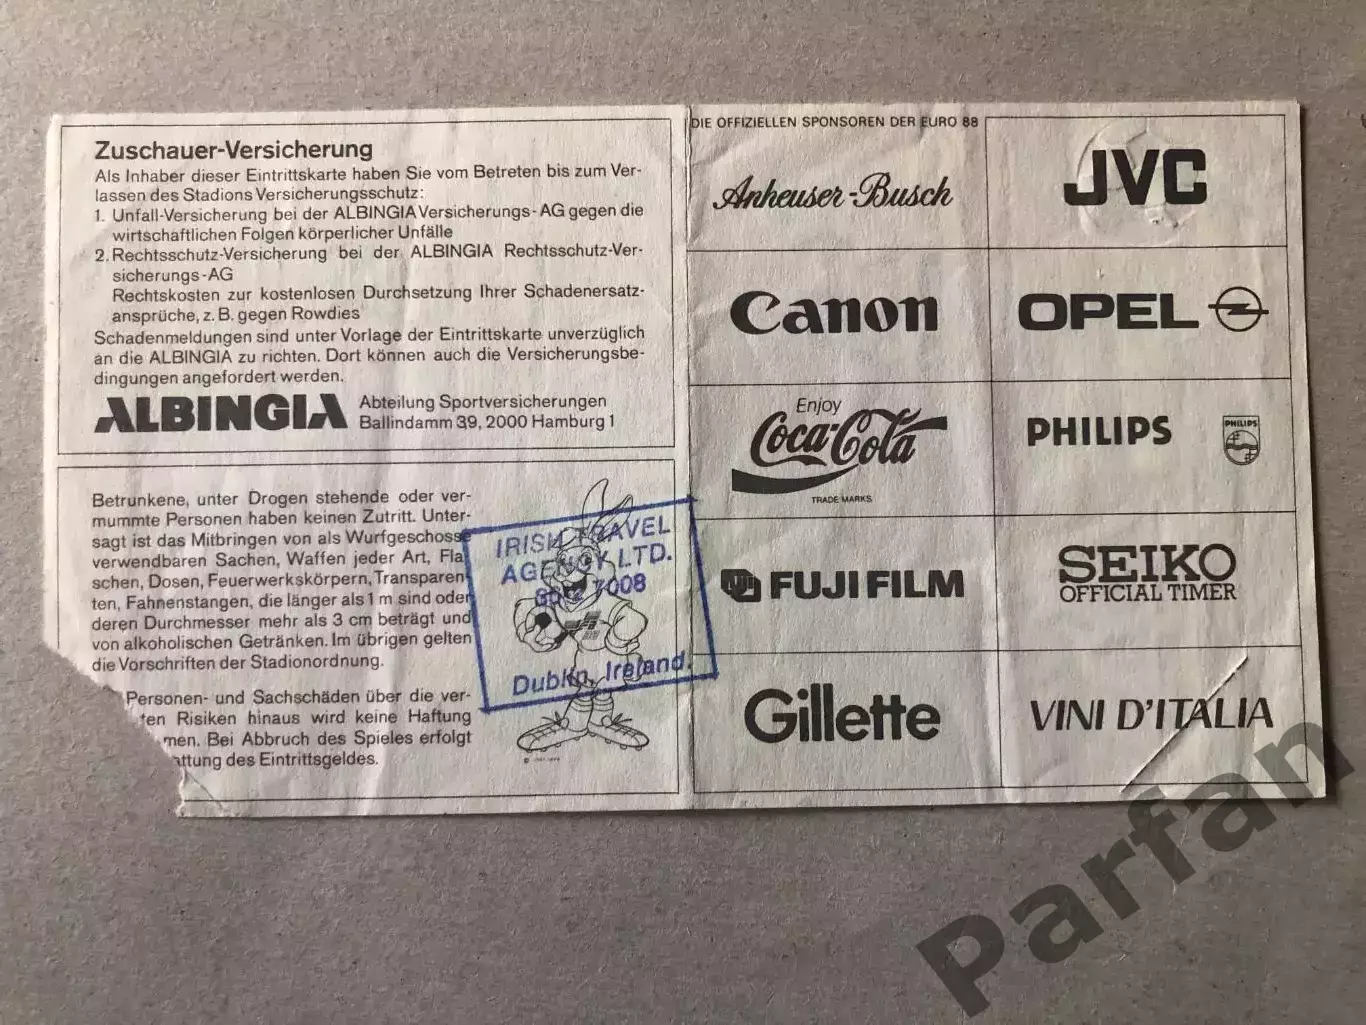 Zuschauer-Versicherung
Als Inhaber dieser Eintrittskarte haben Sie vom Betreten bis zum Ver-
lassen des Stadions Versicherungsschutz:
1. Unfall-Versicherung bei der ALBINGIA Versicherungs-AG gegen die
wirtschaftlichen Folgen körperlicher Unfälle
2. Rechtsschutz-Versicherung bei der ALBINGIA Rechtsschutz-Ver-
sicherungs-AG
Rechtskosten zur kostenlosen Durchsetzung Ihrer Schadenersatz-
ansprüche, z. B. gegen Rowdies
Schadenmeldungen sind unter Vorlage der Eintrittskarte unverzüglich
an die ALBINGIA zu richten. Dort können auch die Versicherungsbe-
dingungen angefordert werden.
ALBINGIA
Abteilung Sportversicherungen
Ballindamm 39, 2000 Hamburg 1
Betrunkene, unter Drogen stehende oder ver-
mummte Personen haben keinen Zutritt. Unter-
sagt ist das Mitbringen von als Wurfgeschosse
verwendbaren Sachen, Waffen jeder Art, Fla-
schen, Dosen, Feuerwerkskörpern, Transparen-
ten, Fahnenstangen, die länger als 1 m sind oder
deren Durchmesser mehr als 3 cm beträgt und
von alkoholischen Getränken. Im übrigen gelten
die Vorschriften der Stadionordnung.
Personen- und Sachschäden über die ver-
ten Risiken hinaus wird keine Haftung
men. Bei Abbruch des Spieles erfolgt
attung des Eintrittsgeldes.
IRISH TRAVEL
AGENCY LTD.
7008
Dublin, Ireland.
DIE OFFIZIELLEN SPONSOREN DER EURO 88
Anheuser-Busch
JVC
Canon
OPEL
Enjoy
Coca-Cola
TRADE MARKS
PHILIPS
PHILIPS
FUJI FILM
SEIKO
OFFICIAL TIMER
Gillette
VINI D'ITALIA
Parfan